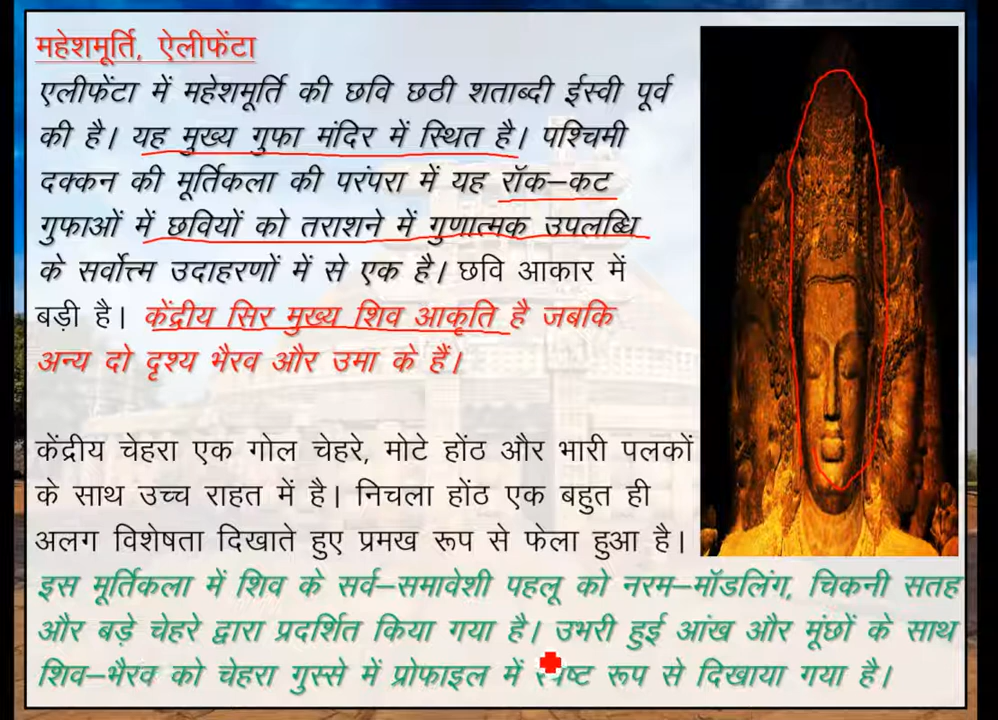 महेशमूर्ति, ऐलीफेंटा
एलीफेंटा में महेशमूर्ति की छवि छठी शताब्दी ईस्वी पूर्व
की है। यह मुख्य गुफा मंदिर में स्थित है। पश्चिमी
दक्कन की मूर्तिकला की परंपरा में यह रॉक–कट
गुफाओं में छवियों को तराशने में गुणात्मक उपलब्धि
के सर्वोत्त्म उदाहरणों में से एक है। छवि आकार में
बड़ी है। केंद्रीय सिर मुख्य शिव आकृति है जबकि
अन्य दो दृश्य भैरव और उमा के हैं।
केंद्रीय चेहरा एक गोल चेहरे, मोटे होंठ और भारी पलकों
के साथ उच्च राहत में है। निचला होंठ एक बहुत ही
अलग विशेषता दिखाते हुए प्रमख रूप से फेला हुआ है।
इस मूर्तिकला में शिव के सर्व–समावेशी पहलू को नरम–मॉडलिंग, चिकनी सतह
और बड़े चेहरे द्वारा प्रदर्शित किया गया है। उभरी हुई आंख और मूंछों के साथ
शिव–भैरव को चेहरा गुस्से में प्रोफाइल में स्पष्ट रूप से दिखाया गया है।